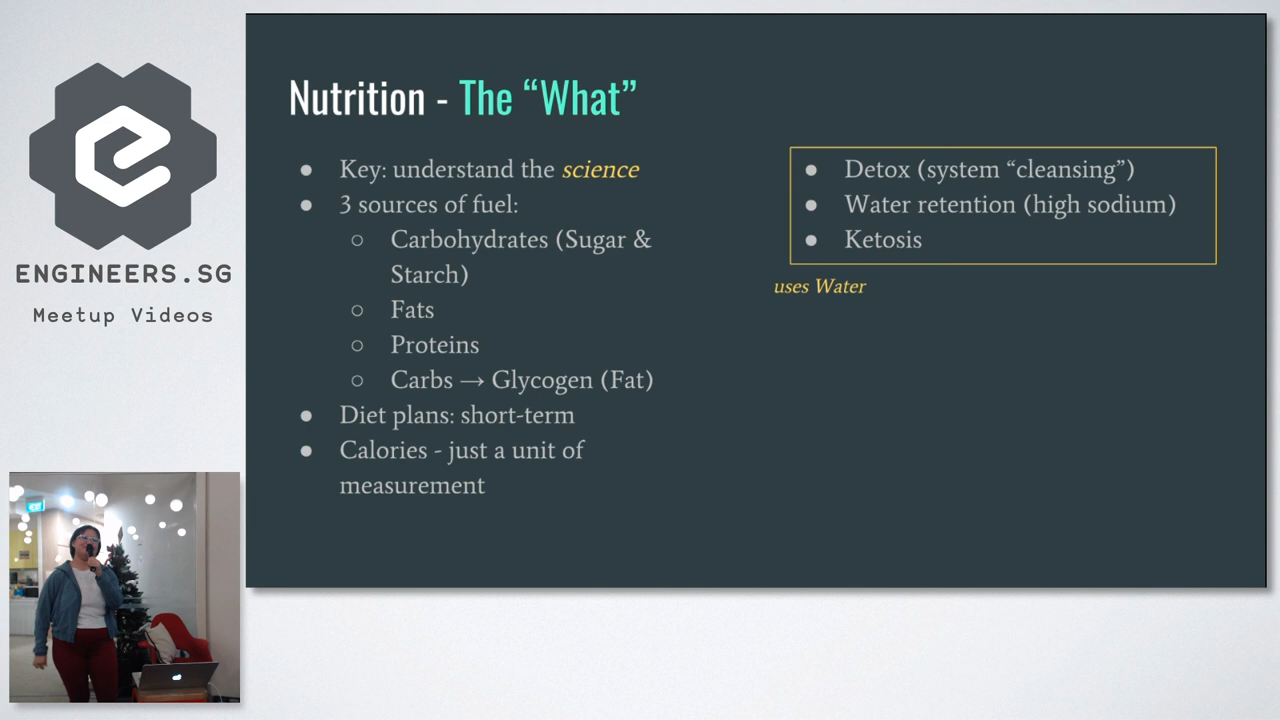 ENGINEERS.SG
Meetup Videos
Nutrition - The “What”
● Key: understand the science
● 3 sources of fuel:
○ Carbohydrates (Sugar &
Starch)
○ Fats
○ Proteins
○ Carbs → Glycogen (Fat)
● Diet plans: short-term
● Calories - just a unit of
measurement
● Detox (system “cleansing”)
● Water retention (high sodium)
● Ketosis
uses Water